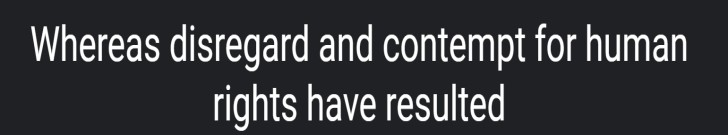 Whereas disregard and contempt for human
rights have resulted